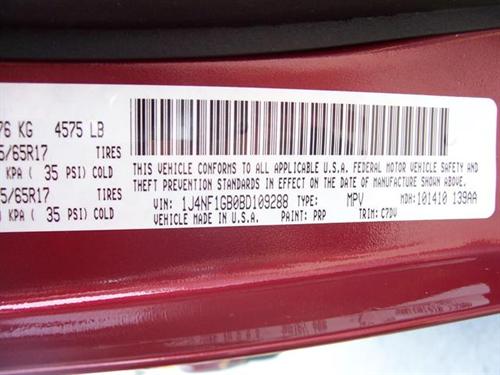 76 KG 4575 LB
5/65R17 TIRES
KPA ( 35 PSI) COLD
5/65R17 TIRES
KPA ( 35 PSI) COLD
THIS VEHICLE CONFORMS TO ALL APPLICABLE U.S.A. FEDERAL MOTOR VEHICLE SAFETY AND
THEFT PREVENTION STANDARDS IN EFFECT ON THE DATE OF MANUFACTURE SHOWN ABOVE.
VIN: 1J4NF1GB0BD109288 TYPE: MPV MDH: 101410 139AA
VEHICLE MADE IN U.S.A. PAINT: PRP TRIM: C7DV